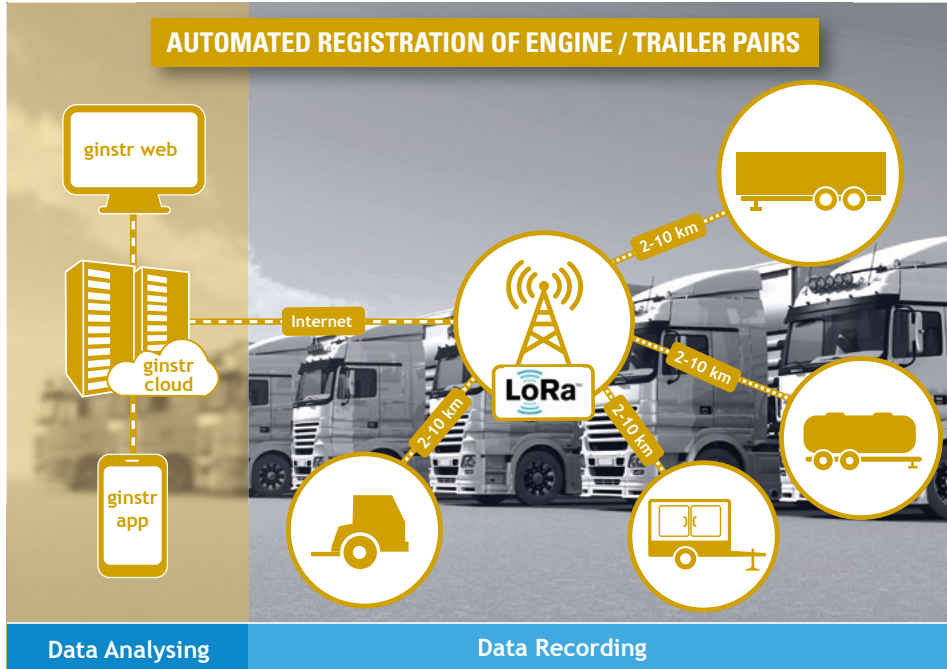 AUTOMATED REGISTRATION OF ENGINE / TRAILER PAIRS
ginstr web
2-10 km
Internet
ginstr
cloud
2-10 km
LoRa
2-10 km
2-10 km
ginstr
app
Data Analysing
Data Recording